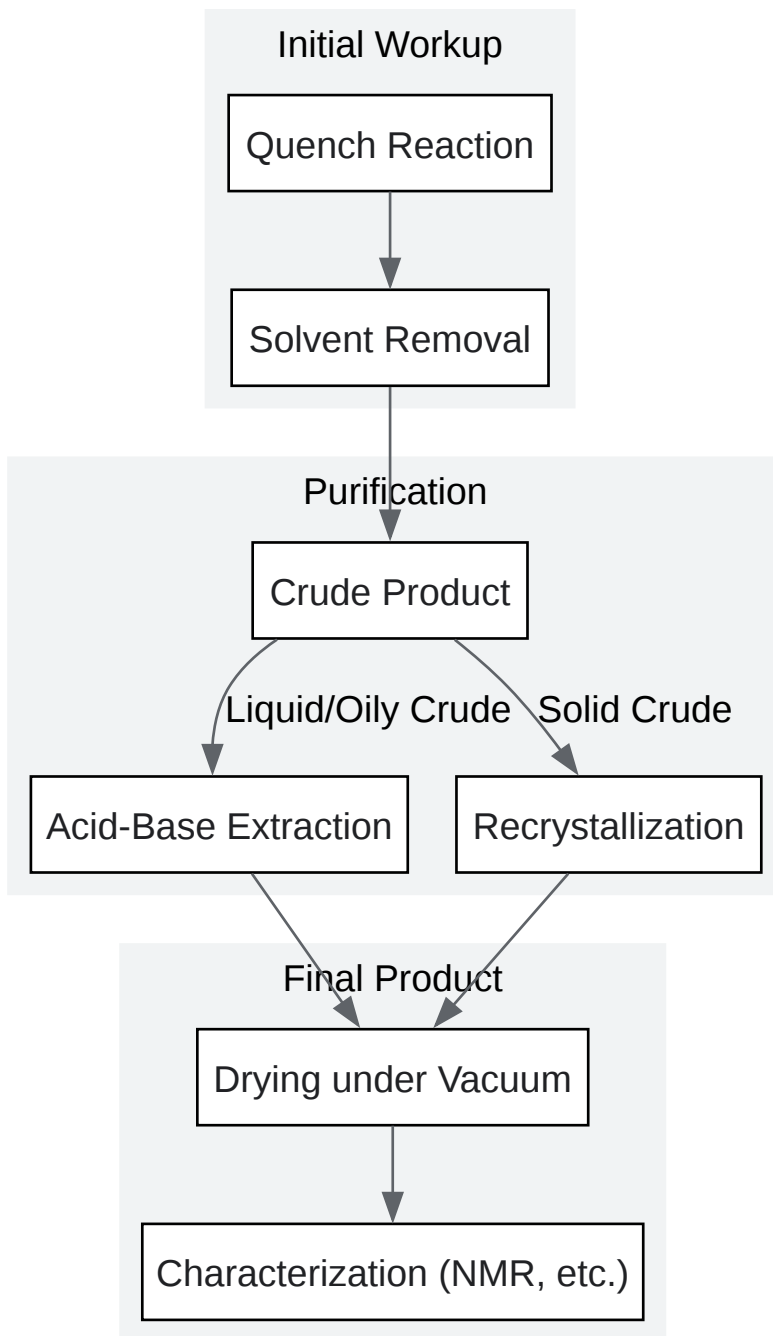 Initial Workup
Quench Reaction
Solvent Removal
Purification
Crude Product
Liquid/Oily Crude
Solid Crude
Acid-Base Extraction
Recrystallization
Final Product
Drying under Vacuum
Characterization (NMR, etc.)